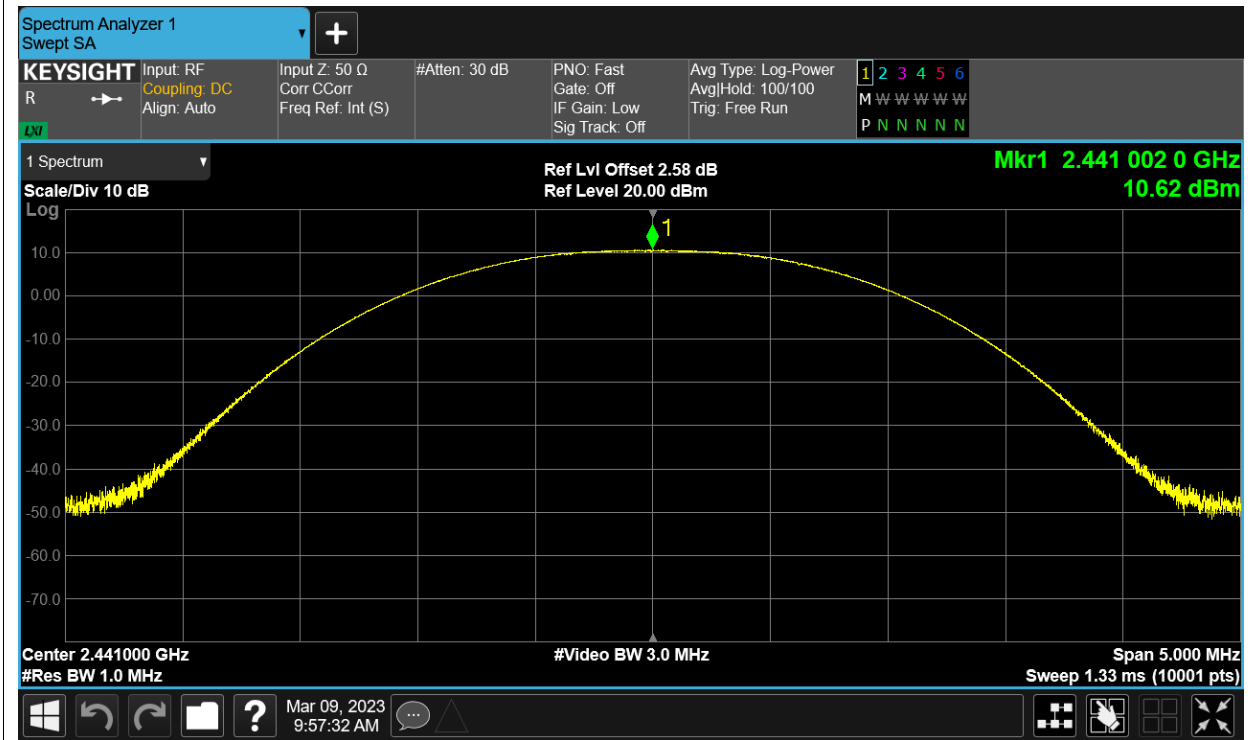 Spectrum Analyzer 1
Swept SA
+
KEYSIGHT
R
LXI
Input: RF
Coupling: DC
Align: Auto
Input Z: 50 Ω
Corr CCorr
Freq Ref: Int (S)
#Atten: 30 dB
PNO: Fast
Gate: Off
IF Gain: Low
Sig Track: Off
Avg Type: Log-Power
Avg|Hold: 100/100
Trig: Free Run
1 2 3 4 5 6
M W W W W W
P N N N N N
1 Spectrum
Scale/Div 10 dB
Log
Ref Lvl Offset 2.58 dB
Ref Level 20.00 dBm
Mkr1 2.441 002 0 GHz
10.62 dBm
1
10.0
0.00
-10.0
-20.0
-30.0
-40.0
-50.0
-60.0
-70.0
Center 2.441000 GHz
#Res BW 1.0 MHz
#Video BW 3.0 MHz
Span 5.000 MHz
Sweep 1.33 ms (10001 pts)
?
Mar 09, 2023
9:57:32 AM